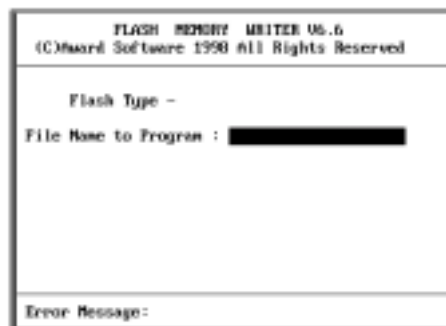 FLASH MEMORY WRITER V6.6
(C)Award Software 1998 All Rights Reserved
Flash Type -
File Name to Program :
Error Message: